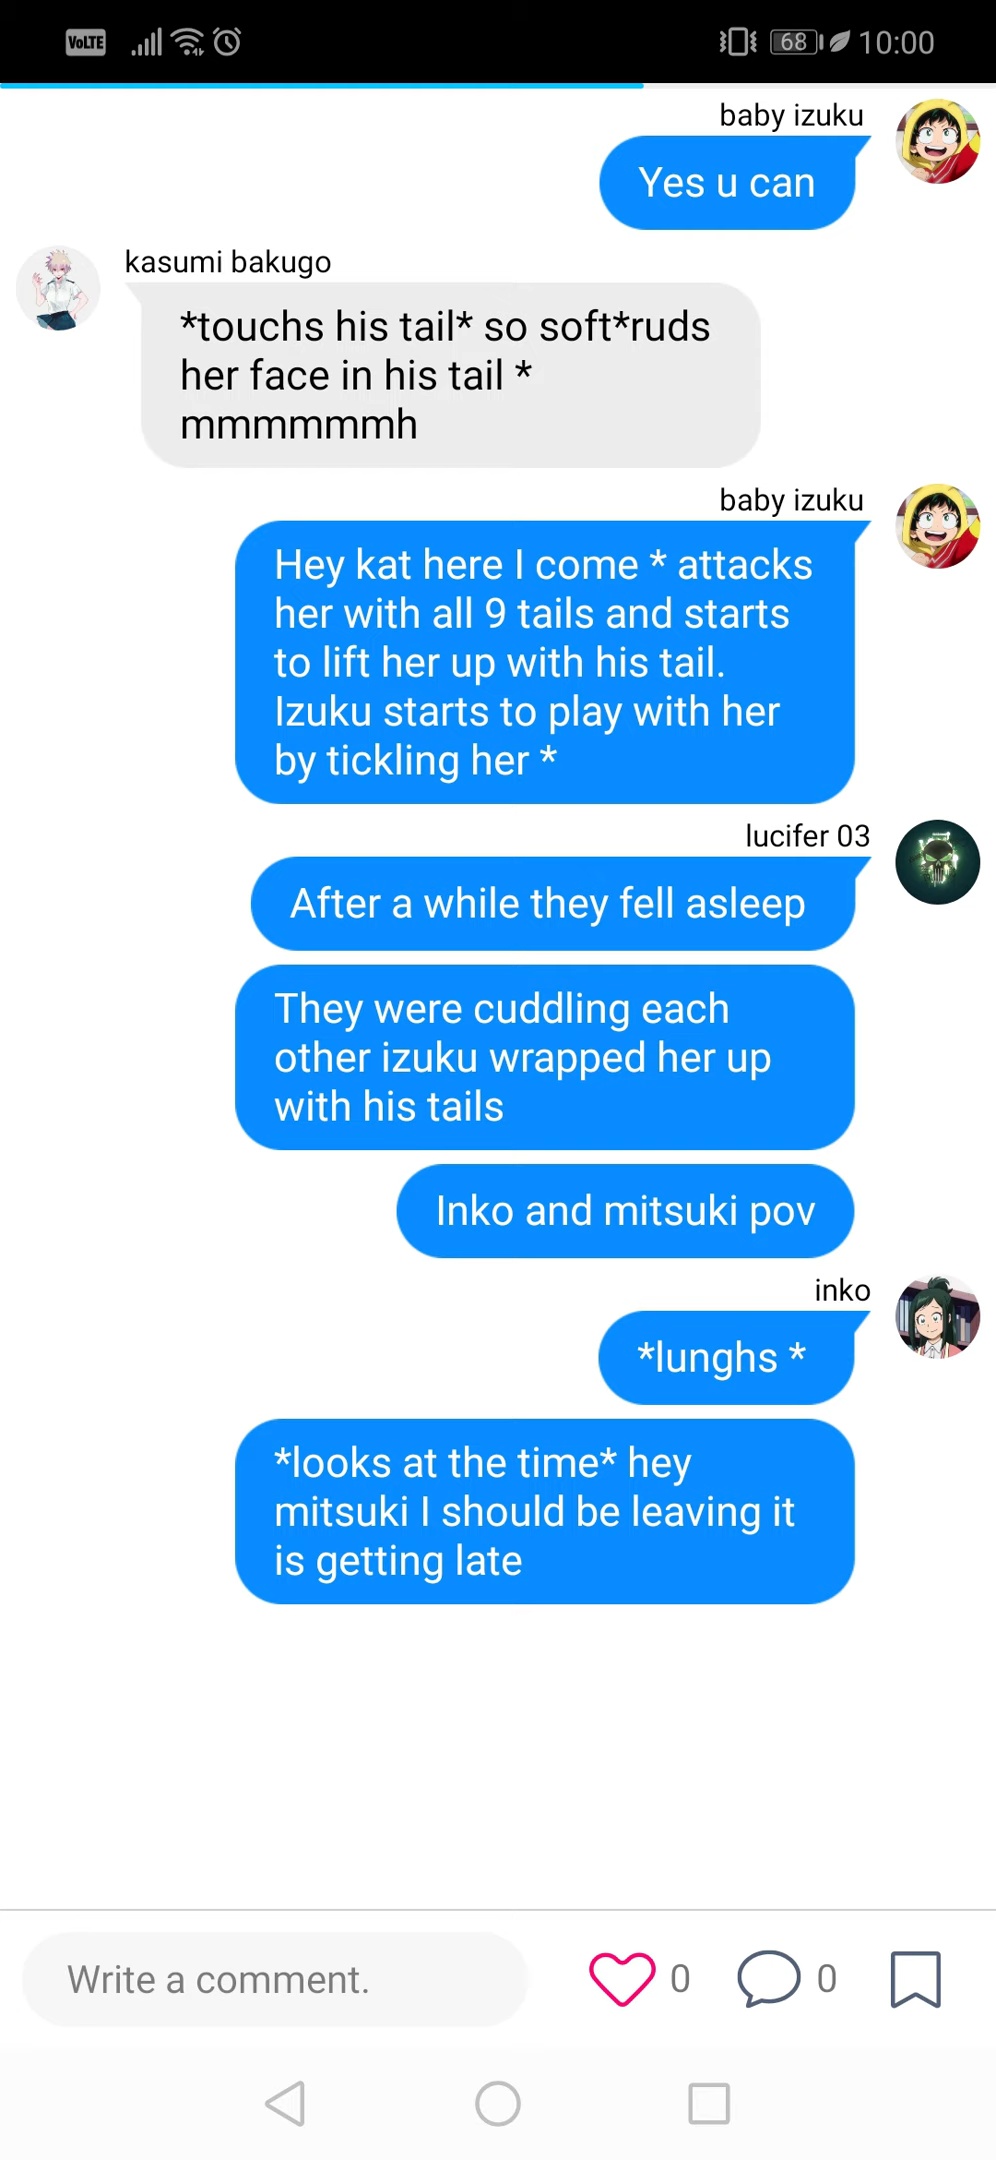 VoLTE 68 10:00
baby izuku
Yes u can
kasumi bakugo
*touchs his tail* so soft*ruds
her face in his tail *
mmmmmmh
baby izuku
Hey kat here I come * attacks
her with all 9 tails and starts
to lift her up with his tail.
Izuku starts to play with her
by tickling her *
lucifer 03
After a while they fell asleep
They were cuddling each
other izuku wrapped her up
with his tails
Inko and mitsuki pov
inko
*lunghs *
*looks at the time* hey
mitsuki I should be leaving it
is getting late
Write a comment. 0 0